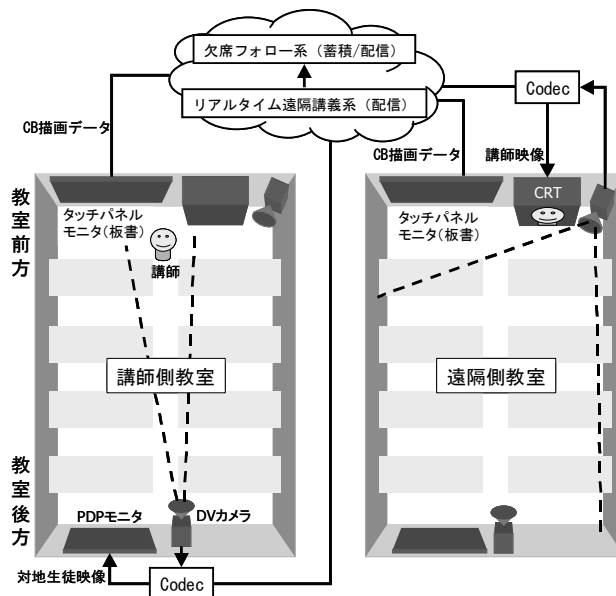 欠席フォロー系（蓄積/配信）
リアルタイム遠隔講義系（配信）
Codec
CB描画データ
CB描画データ
講師映像
教室前方
タッチパネル
モニタ(板書)
講師
タッチパネル
モニタ(板書)
CRT
講師側教室
遠隔側教室
教室後方
PDPモニタ
DVカメラ
対地生徒映像
Codec